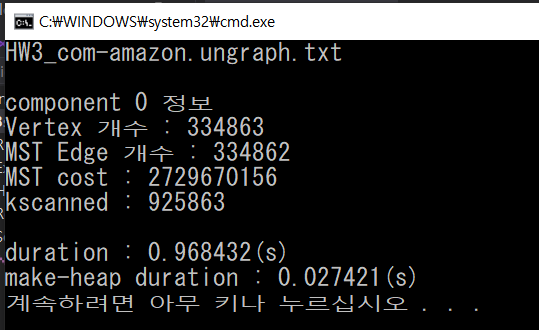 C:₩WINDOWS₩system32₩cmd.exe
HW3_com-amazon.ungraph.txt
component 0 정보
Vertex 개수 : 334863
MST Edge 개수 : 334862
MST cost : 2729670156
kscanned : 925863
duration : 0.968432(s)
make-heap duration : 0.027421(s)
계속하려면 아무 키나 누르십시오 . . .